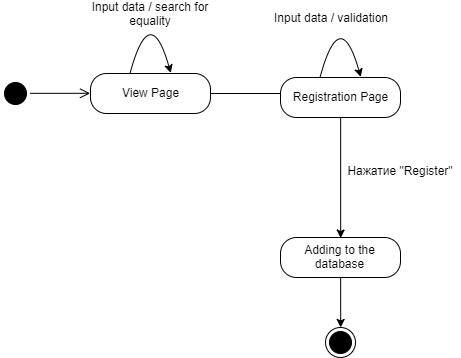 Input data / search for
equality
Input data / validation
View Page
Registration Page
Нажатие "Register"
Adding to the
database